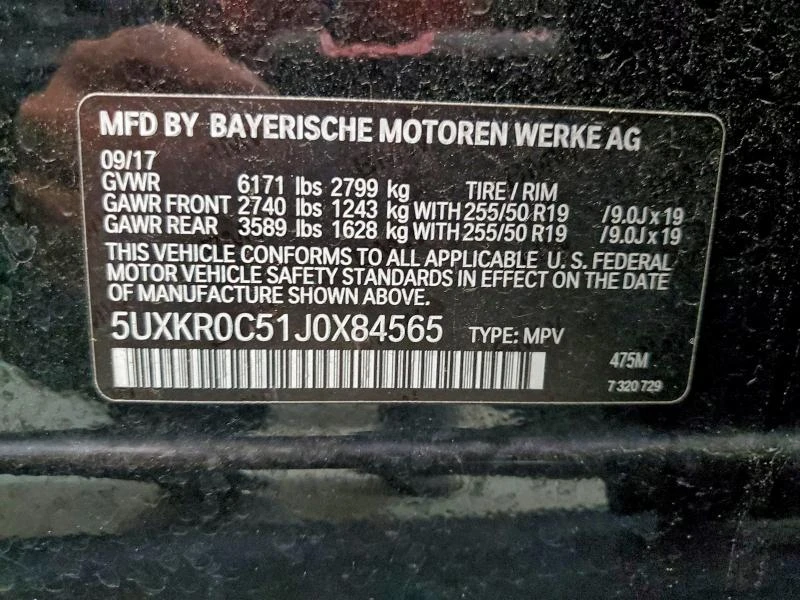 MFD BY BAYERISCHE MOTOREN WERKE AG
09/17
GVWR 6171 lbs 2799 kg TIRE / RIM
GAWR FRONT 2740 lbs 1243 kg WITH 255/50 R19 /9.0J x 19
GAWR REAR 3589 lbs 1628 kg WITH 255/50 R19 /9.0J x 19
THIS VEHICLE CONFORMS TO ALL APPLICABLE U. S. FEDERAL
MOTOR VEHICLE SAFETY STANDARDS IN EFFECT ON THE DATE
OF MANUFACTURE SHOWN ABOVE.
5UXKR0C51J0X84565 TYPE: MPV
475M
7 320 729